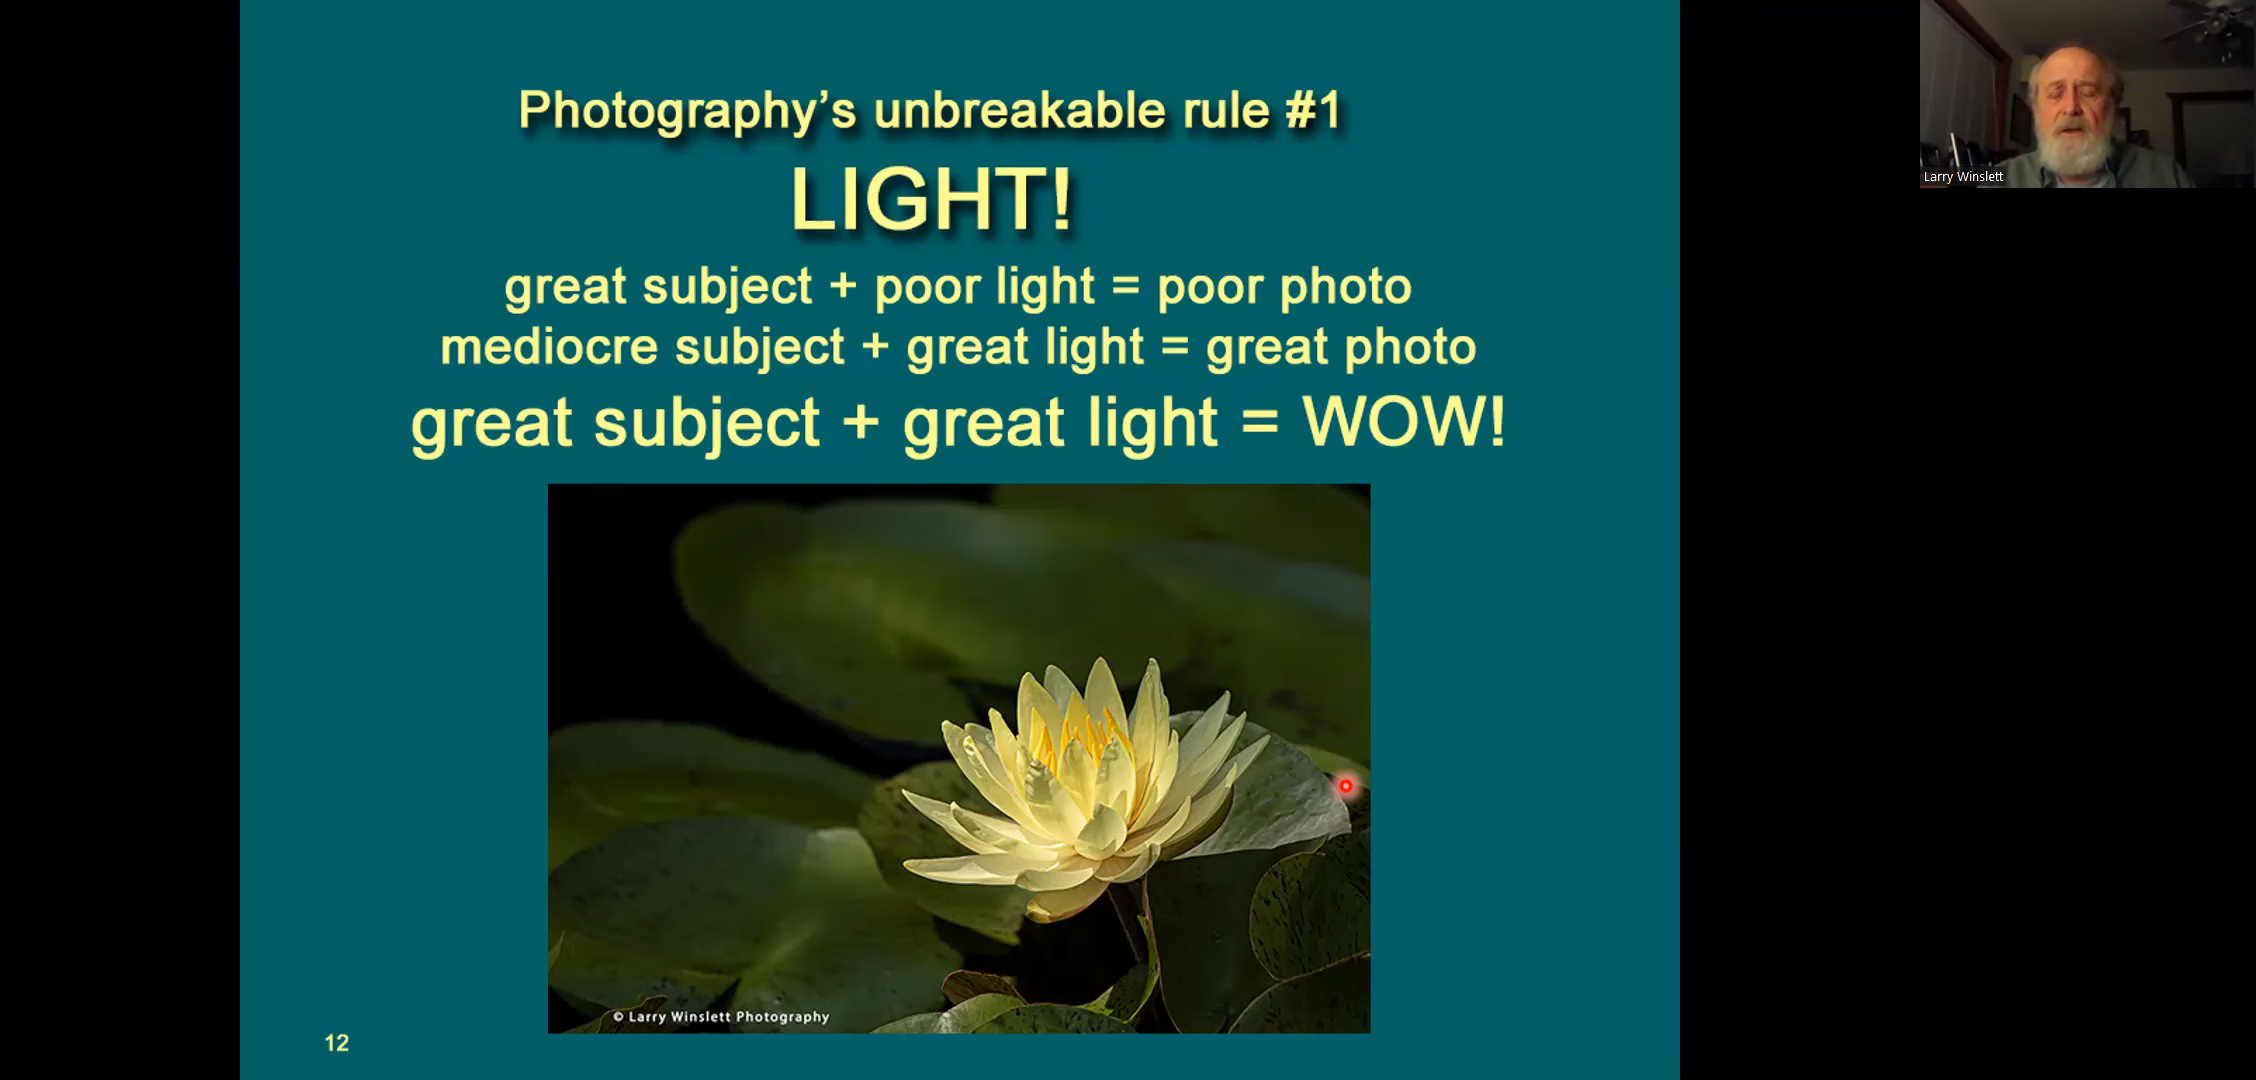 Photography’s unbreakable rule #1
LIGHT!
great subject + poor light = poor photo
mediocre subject + great light = great photo
great subject + great light = WOW!
© Larry Winslett Photography
12
Larry Winslett